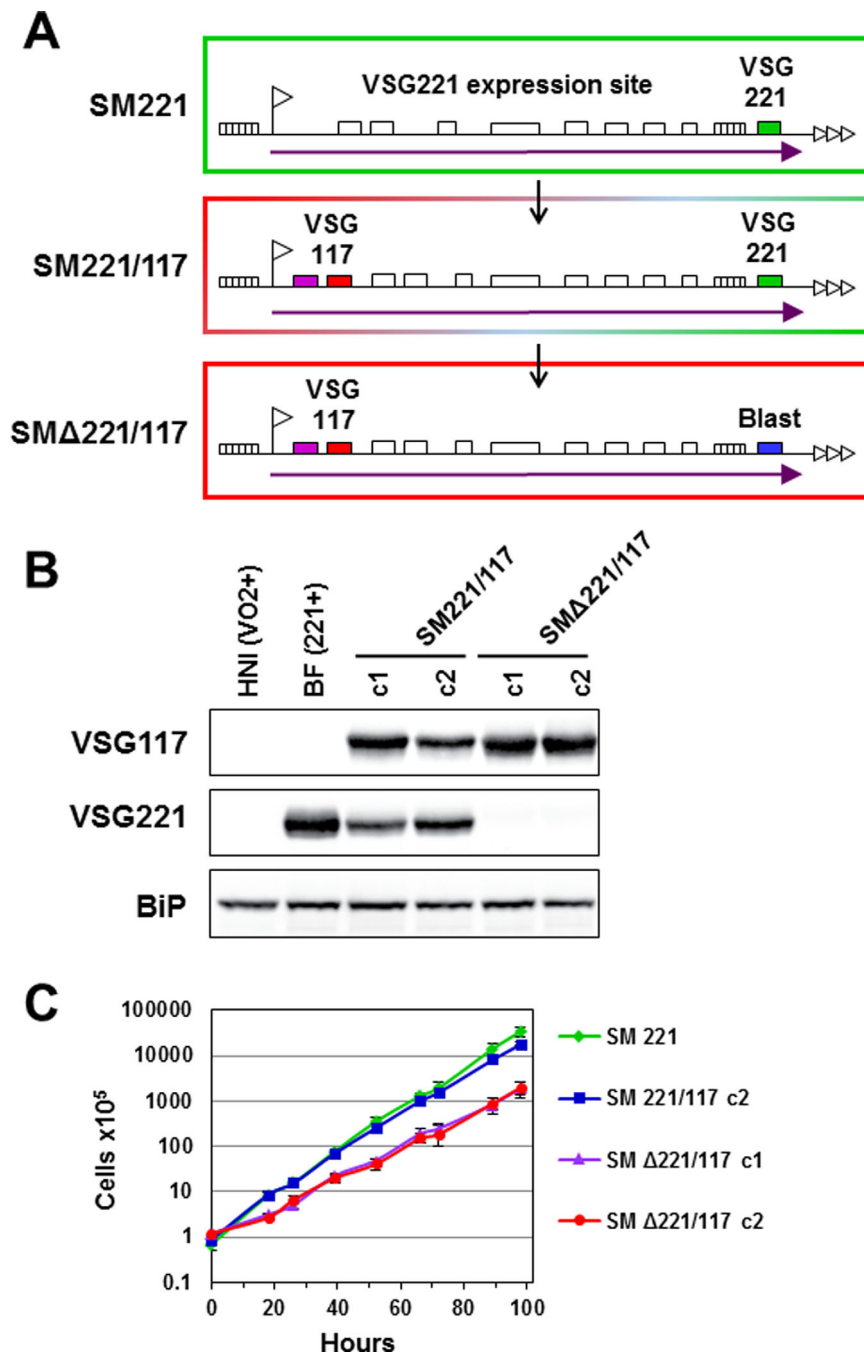 A
SM221
VSG221 expression site
VSG
221
SM221/117
VSG
117
VSG
221
SMΔ221/117
VSG
117
Blast
B
HNI (VO2+)
BF (221+)
SM221/117
SMΔ221/117
c1
c2
c1
c2
VSG117
VSG221
BiP
C
Cells x10⁵
100000
10000
1000
100
10
1
0.1
0
20
40
60
80
100
Hours
SM 221
SM 221/117 c2
SM Δ221/117 c1
SM Δ221/117 c2